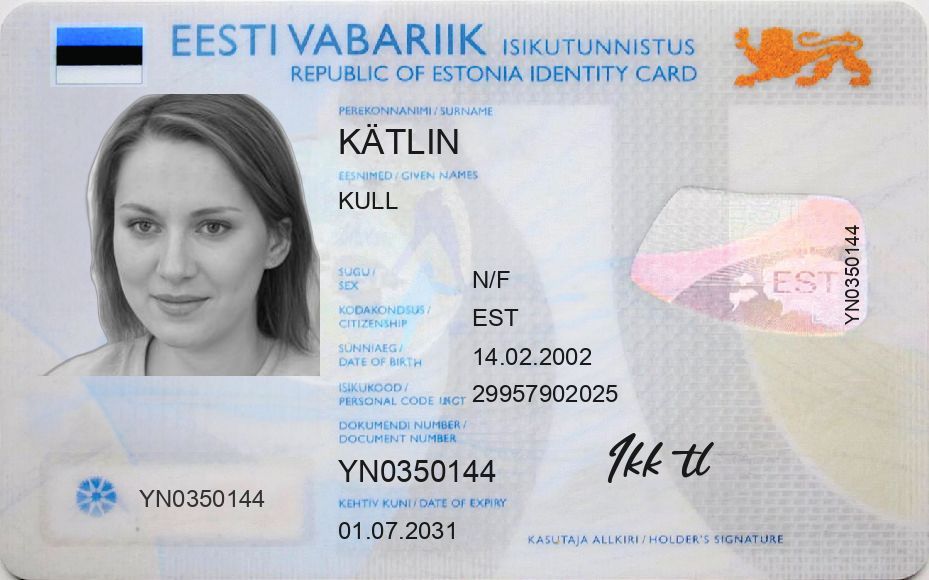 EESTI VABARIIK ISIKUTUNNISTUS
REPUBLIC OF ESTONIA IDENTITY CARD
PEREKONNANIMI / SURNAME
KÄTLIN
EESNIMED / GIVEN NAMES
KULL
SUGU /
SEX
N/F
KODAKONDSUS /
CITIZENSHIP
EST
SÜNNIAEG /
DATE OF BIRTH
14.02.2002
ISIKUKOOD /
PERSONAL CODE
29957902025
DOKUMENDI NUMBER /
DOCUMENT NUMBER
YN0350144
KEHTIV KUNI / DATE OF EXPIRY
01.07.2031
YN0350144
EST
YN0350144
KASUTAJA ALLKIRI / HOLDER'S SIGNATURE